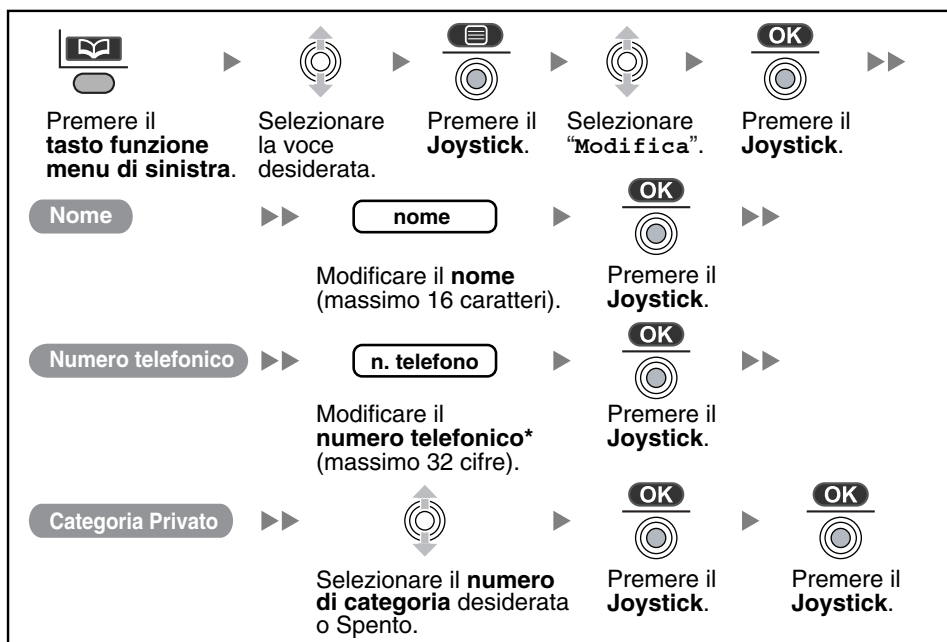 OK
Premere il
tasto funzione
menu di sinistra.
Selezionare
la voce
desiderata.
Premere il
Joystick.
Selezionare
“Modifica”.
Premere il
Joystick.
Nome
nome
OK
Modificare il nome
(massimo 16 caratteri).
Premere il
Joystick.
Numero telefonico
n. telefono
OK
Modificare il
numero telefonico*
(massimo 32 cifre).
Premere il
Joystick.
Categoria Privato
OK
OK
Selezionare il numero
di categoria desiderata
o Spento.
Premere il
Joystick.
Premere il
Joystick.